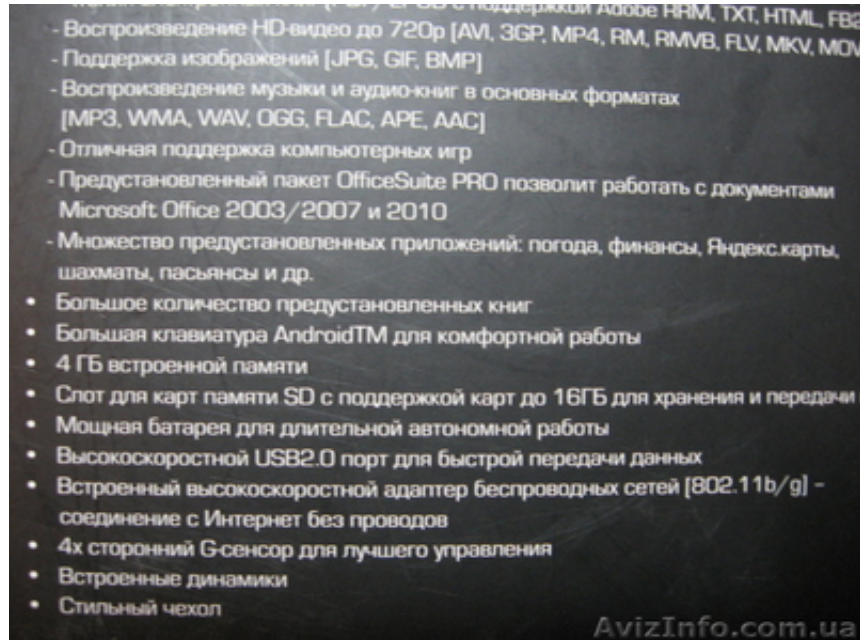 с поддержкой Adobe RRM, TXT, HTML, FB2
- Воспроизведение HD-видео до 720p [AVI, 3GP, MP4, RM, RMVB, FLV, MKV, MOV
- Поддержка изображений [JPG, GIF, BMP]
- Воспроизведение музыки и аудио-книг в основных форматах
[MP3, WMA, WAV, OGG, FLAC, APE, AAC]
- Отличная поддержка компьютерных игр
- Предустановленный пакет OfficeSuite PRO позволит работать с документами
Microsoft Office 2003/2007 и 2010
- Множество предустановленных приложений: погода, финансы, Яндекс.карты,
шахматы, пасьянсы и др.
• Большое количество предустановленных книг
• Большая клавиатура AndroidTM для комфортной работы
• 4 ГБ встроенной памяти
• Слот для карт памяти SD с поддержкой карт до 16ГБ для хранения и передачи
• Мощная батарея для длительной автономной работы
• Высокоскоростной USB2.0 порт для быстрой передачи данных
• Встроенный высокоскоростной адаптер беспроводных сетей [802.11b/g] –
соединение с Интернет без проводов
• 4х сторонний G-сенсор для лучшего управления
• Встроенные динамики
• Стильный чехол
AvizInfo.com.ua